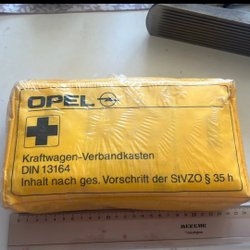 OPEL
Kraftwagen-Verbandkasten
DIN 13164
Inhalt nach ges. Vorschrift der StVZO § 35 h